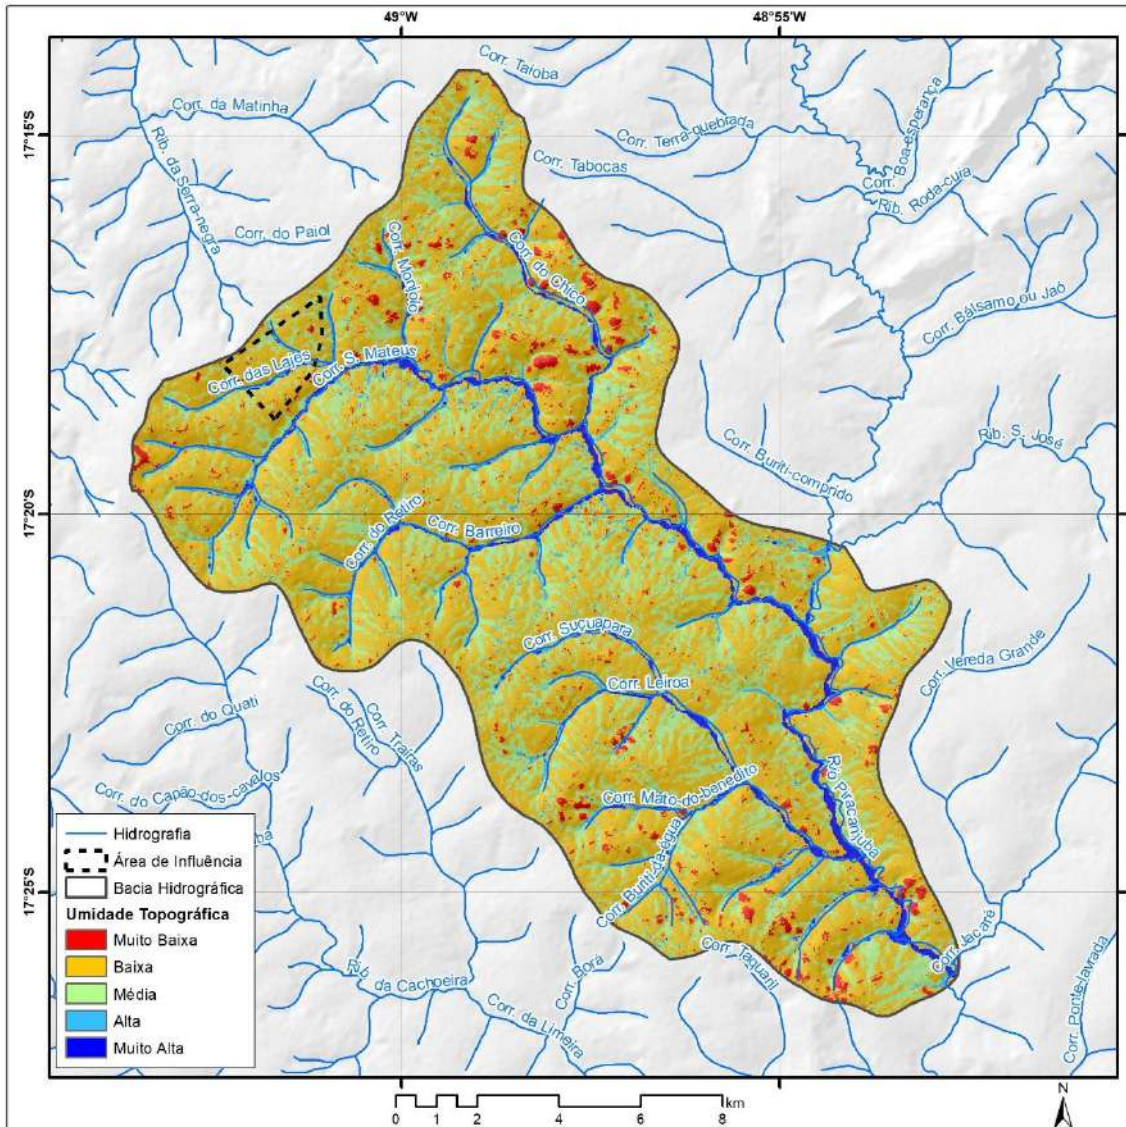 49°W
48°55'W
17°15'S
17°20'S
17°25'S
Corr. Taioba
Corr. da Matinha
Corr. Terra-quebrada
Corr. Boa-esperança
Rib. da Serra-negra
Corr. Tabocas
Rib. Roda-cuia
Corr. do Paiol
Corr. Monjolo
Corr. do Chico
Corr. Bálsamo ou Jaó
Corr. das Lajes
Corr. S. Mateus
Corr. Buriti-comprido
Rib. S. José
Corr. do Retiro
Corr. Barreiro
Corr. Suçuapara
Corr. Leiroa
Corr. Vereda Grande
Corr. do Quati
Corr. do Retiro
Corr. Traíras
Corr. do Capão-dos-cavalos
Corr. Mato-do-benedito
Rio Piracanjuba
Corr. Buriti-da-égua
Corr. Taquaril
Corr. Jacaré
Corr. Bora
Rib. da Cachoeira
Corr. da Limeira
Corr. Ponte-lavrada
Hidrografia
Área de Influência
Bacia Hidrográfica
Umidade Topográfica
Muito Baixa
Baixa
Média
Alta
Muito Alta
0 1 2 4 6 8 km
N